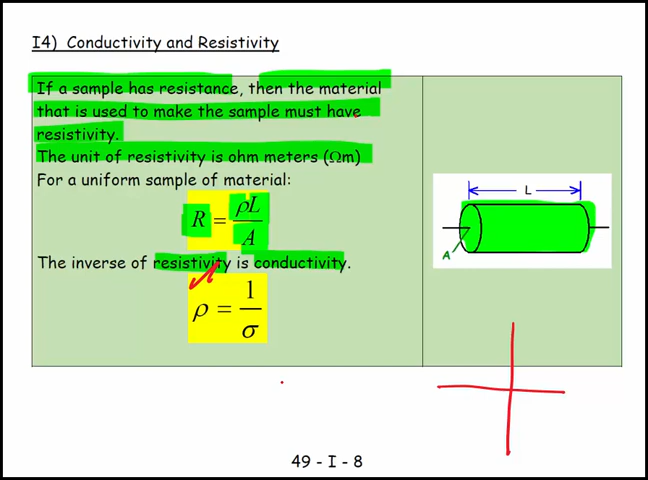 I4) Conductivity and Resistivity
If a sample has resistance, then the material
that is used to make the sample must have
resistivity.
The unit of resistivity is ohm meters (Ωm)
For a uniform sample of material:
R = ρL/A
The inverse of resistivity is conductivity.
ρ = 1/σ
L
A
49 - I - 8